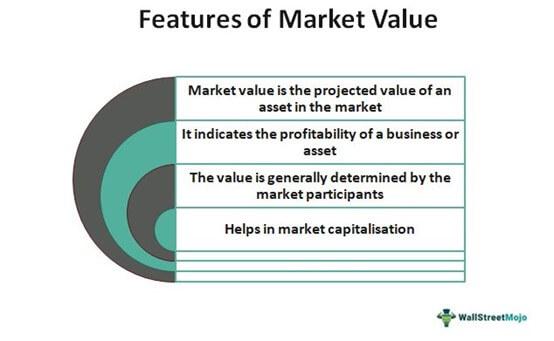 Features of Market Value
Market value is the projected value of an
asset in the market
It indicates the profitability of a business or
asset
The value is generally determined by the
market participants
Helps in market capitalisation
WallStreetMojo